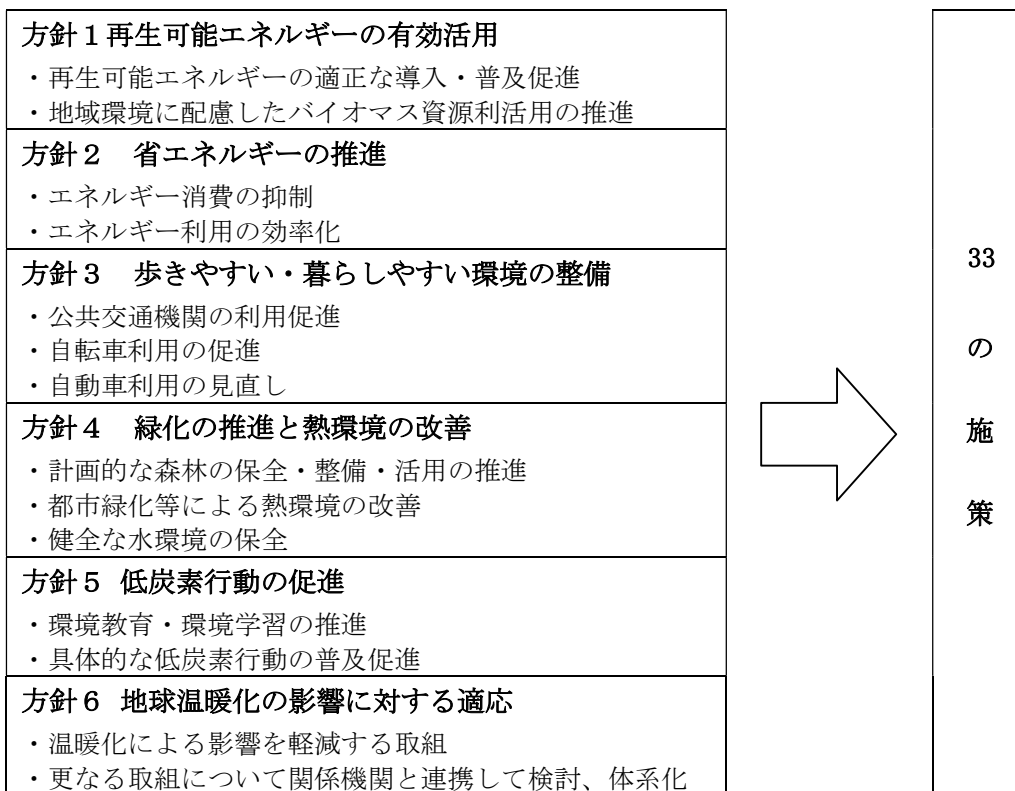 方針１再生可能エネルギーの有効活用
・再生可能エネルギーの適正な導入・普及促進
・地域環境に配慮したバイオマス資源利活用の推進
方針２　省エネルギーの推進
・エネルギー消費の抑制
・エネルギー利用の効率化
方針３　歩きやすい・暮らしやすい環境の整備
・公共交通機関の利用促進
・自転車利用の促進
・自動車利用の見直し
方針４　緑化の推進と熱環境の改善
・計画的な森林の保全・整備・活用の推進
・都市緑化等による熱環境の改善
・健全な水環境の保全
方針５ 低炭素行動の促進
・環境教育・環境学習の推進
・具体的な低炭素行動の普及促進
方針６ 地球温暖化の影響に対する適応
・温暖化による影響を軽減する取組
・更なる取組について関係機関と連携して検討、体系化
33
の
施
策